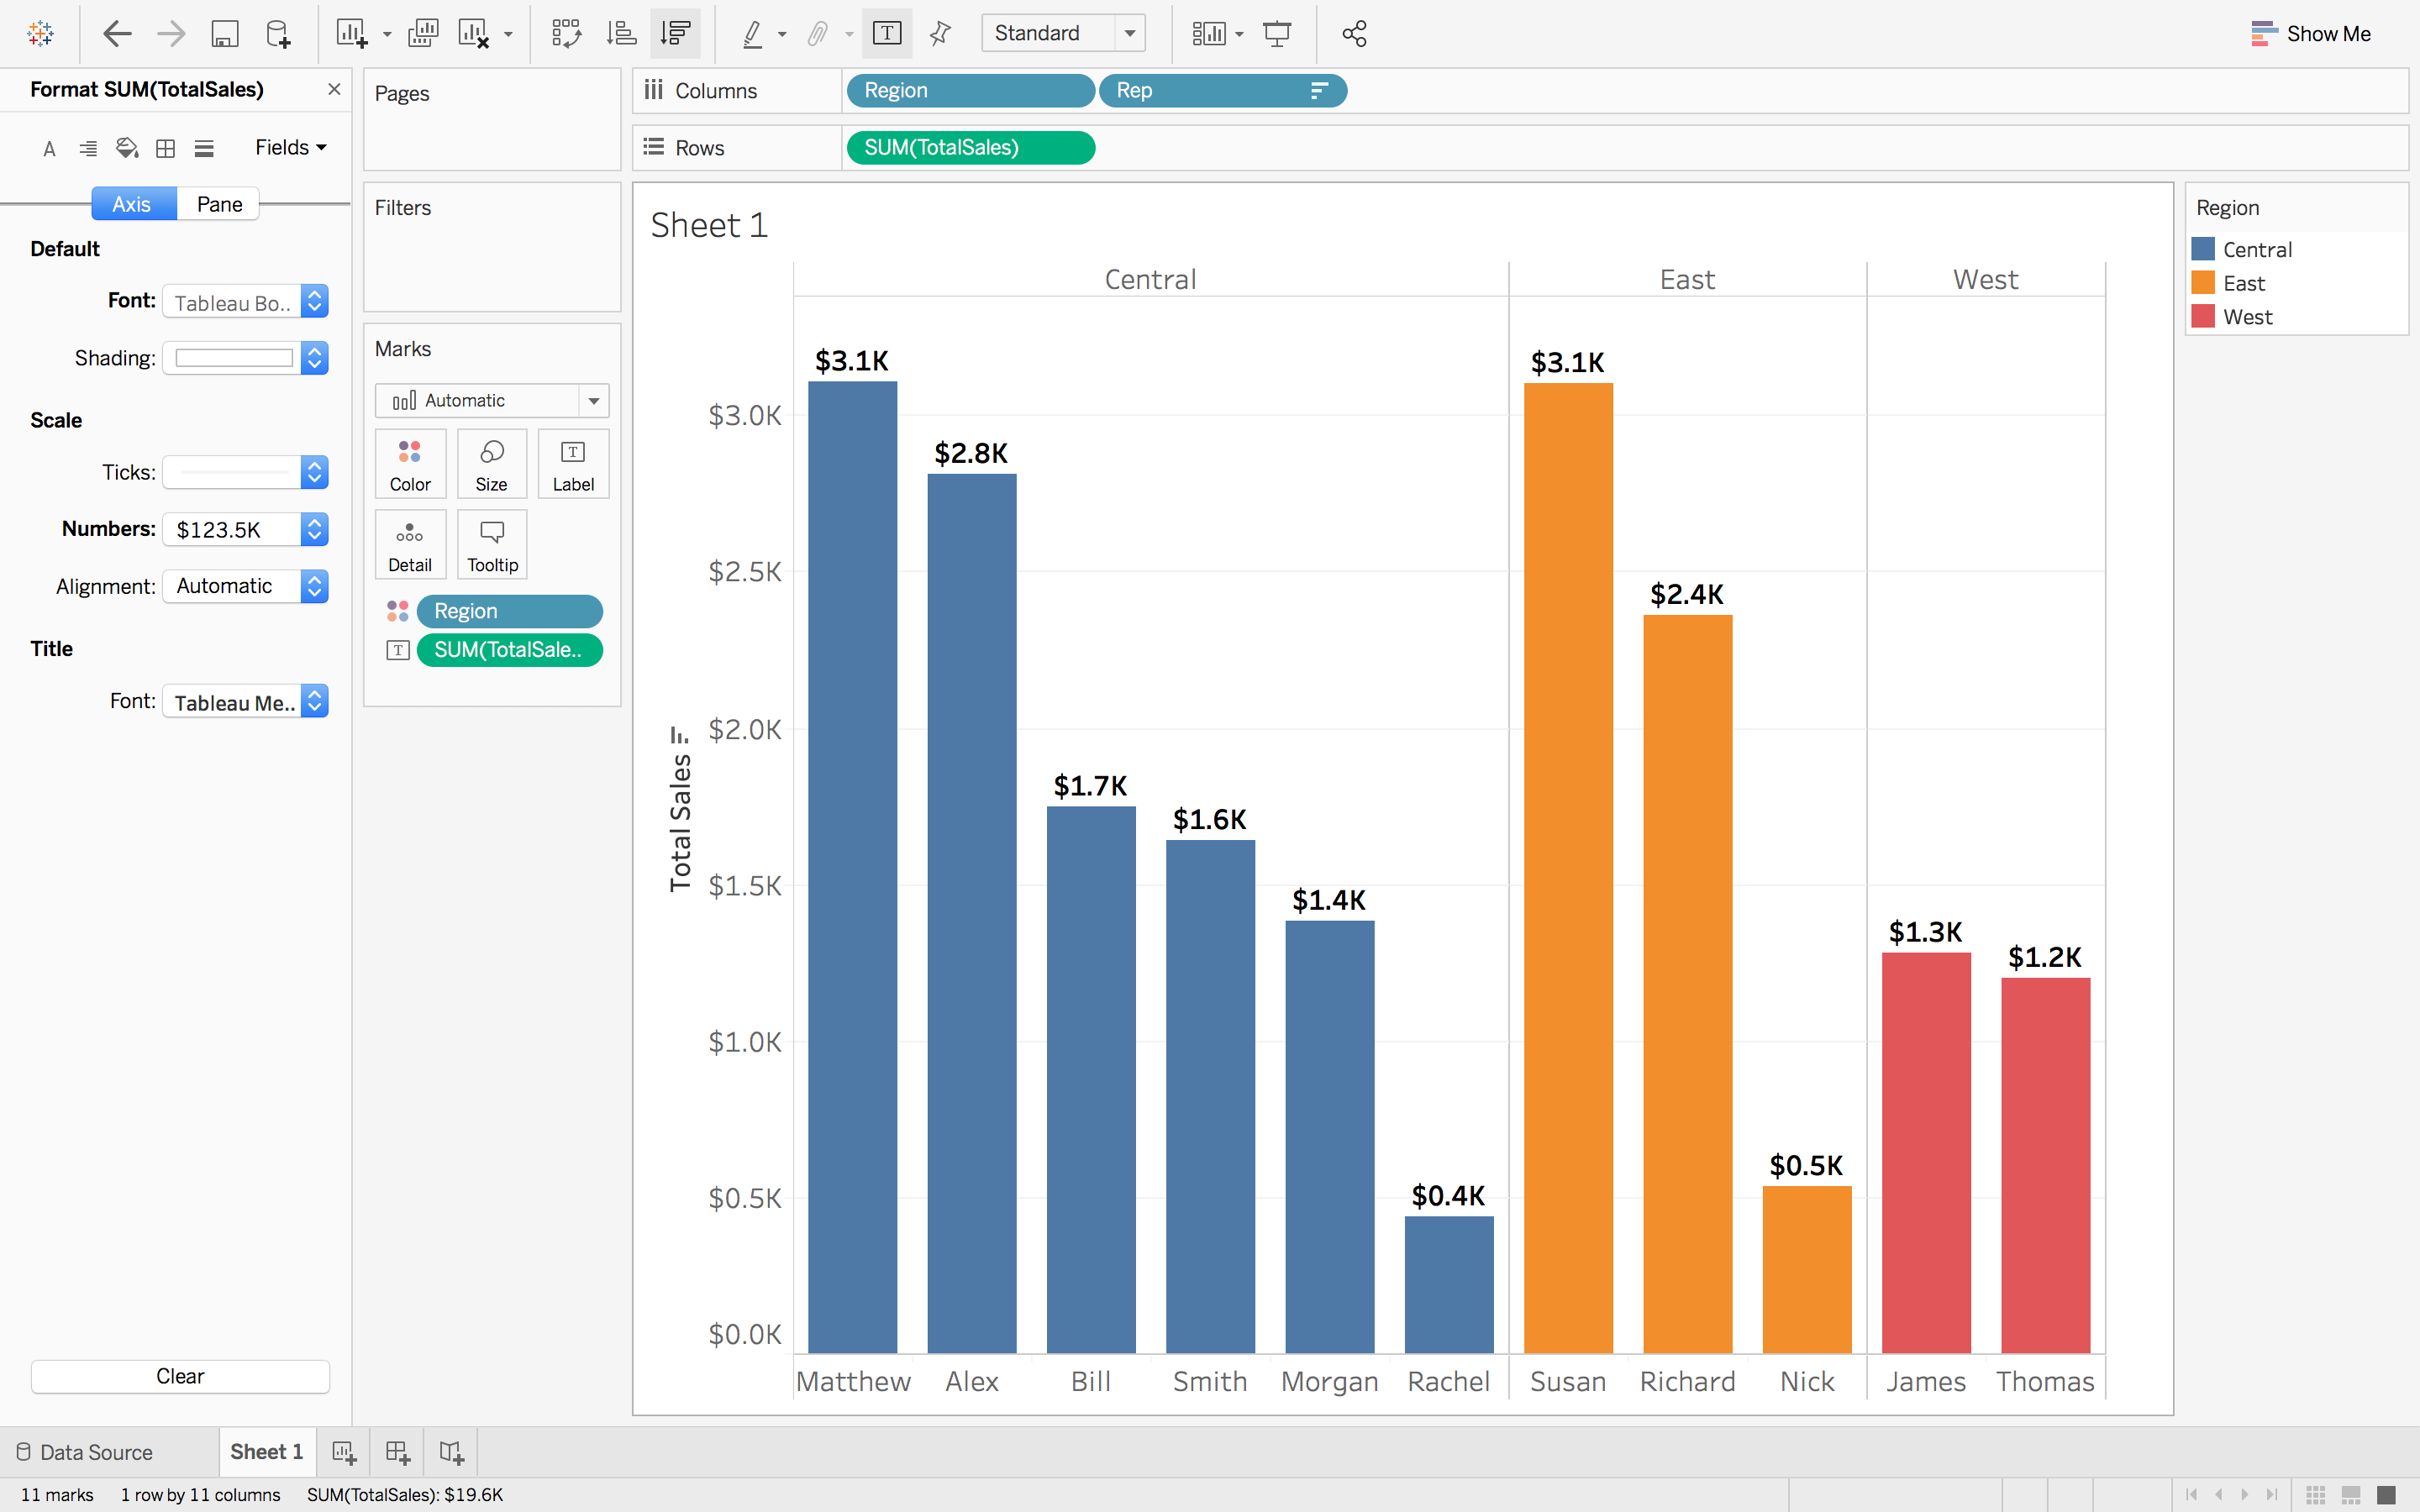 Standard
Show Me
Format SUM(TotalSales)
Fields
Axis Pane
Default
Font: Tableau Bo..
Shading:
Scale
Ticks:
Numbers: $123.5K
Alignment: Automatic
Title
Font: Tableau Me..
Clear
Pages
Filters
Marks
Automatic
Color Size Label
Detail Tooltip
Region
SUM(TotalSale..
Columns Region Rep
Rows SUM(TotalSales)
Sheet 1
Central East West
Total Sales
$3.0K
$2.5K
$2.0K
$1.5K
$1.0K
$0.5K
$0.0K
$3.1K
$2.8K
$1.7K
$1.6K
$1.4K
$0.4K
$3.1K
$2.4K
$0.5K
$1.3K
$1.2K
Matthew Alex Bill Smith Morgan Rachel Susan Richard Nick James Thomas
Region
Central
East
West
Data Source Sheet 1
11 marks 1 row by 11 columns SUM(TotalSales): $19.6K